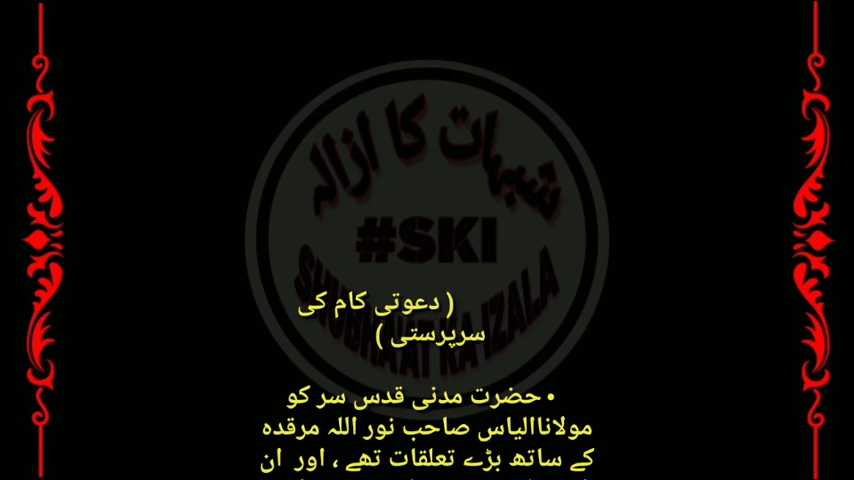 شبہات کا ازالہ
#SKI
SHUBHAAT KA IZALA
( دعوتی کام کی
سرپرستی )
• حضرت مدنی قدس سر کو
مولاناالیاس صاحب نور اللہ مرقدہ
کے ساتھ بڑے تعلقات تھے ، اور ان